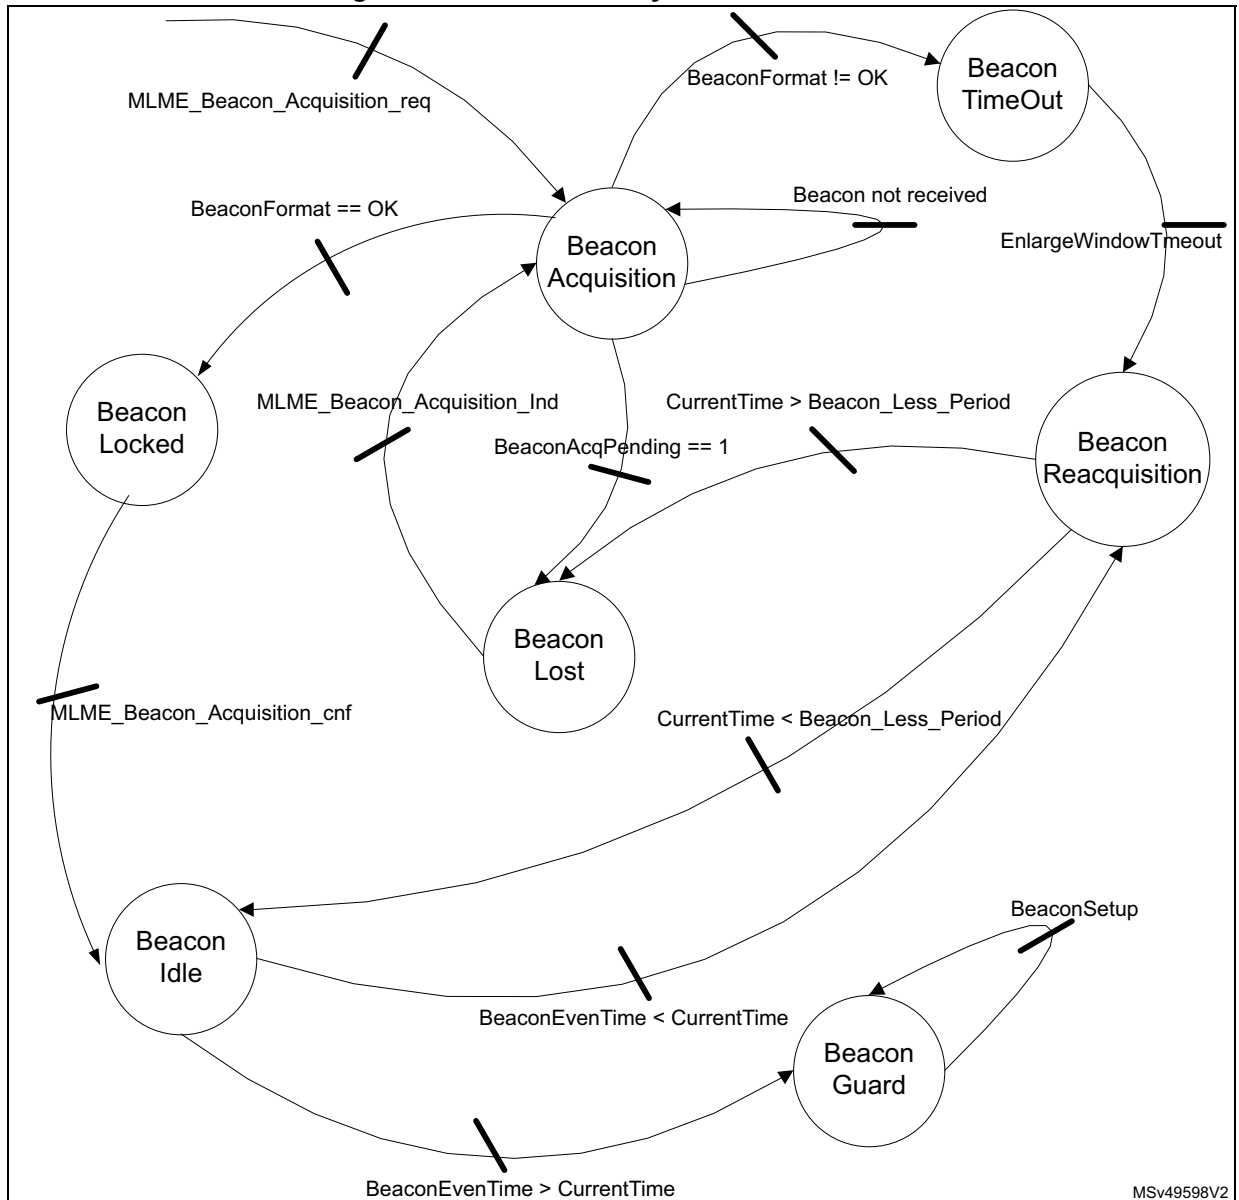 BeaconFormat != OK
Beacon
TimeOut
MLME_Beacon_Acquisition_req
Beacon not received
BeaconFormat == OK
EnlargeWindowTmeout
Beacon
Acquisition
MLME_Beacon_Acquisition_Ind
CurrentTime > Beacon_Less_Period
Beacon
Locked
BeaconAcqPending == 1
Beacon
Reacquisition
Beacon
Lost
MLME_Beacon_Acquisition_cnf
CurrentTime < Beacon_Less_Period
BeaconSetup
Beacon
Idle
BeaconEvenTime < CurrentTime
Beacon
Guard
BeaconEvenTime > CurrentTime
MSv49598V2